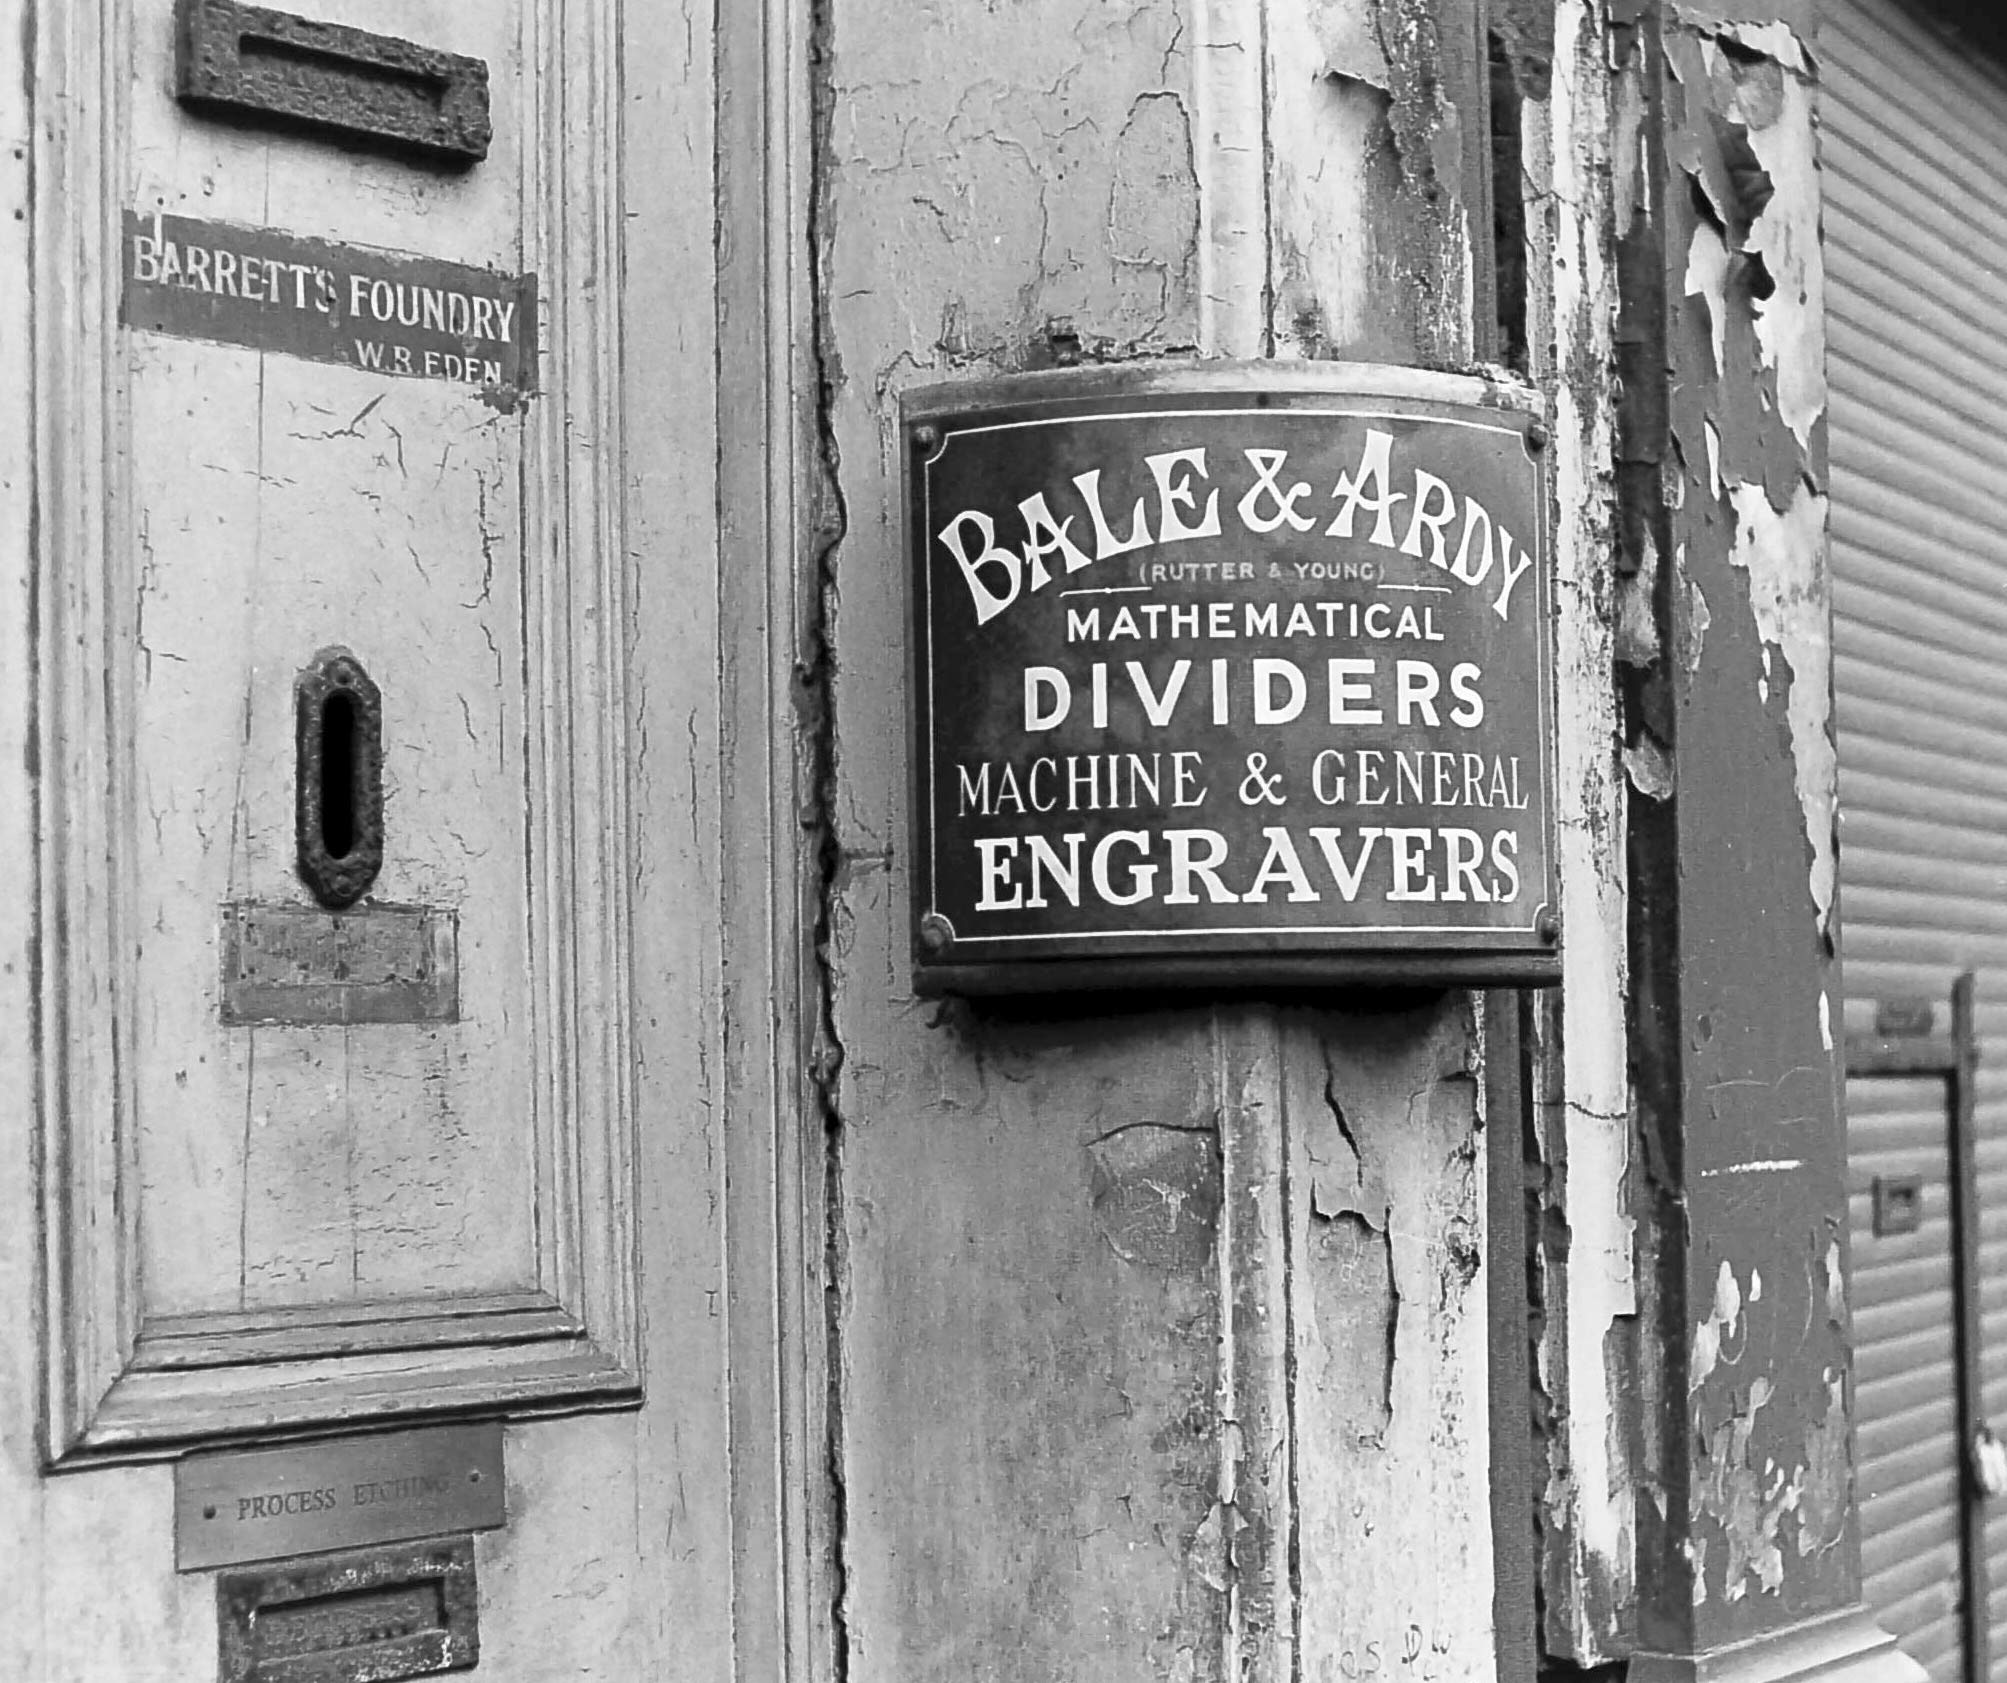 BARRETT'S FOUNDRY
W.R. EDEN
BALE & ARDY
(RUTTER & YOUNG)
MATHEMATICAL
DIVIDERS
MACHINE & GENERAL
ENGRAVERS
PROCESS ETCHING